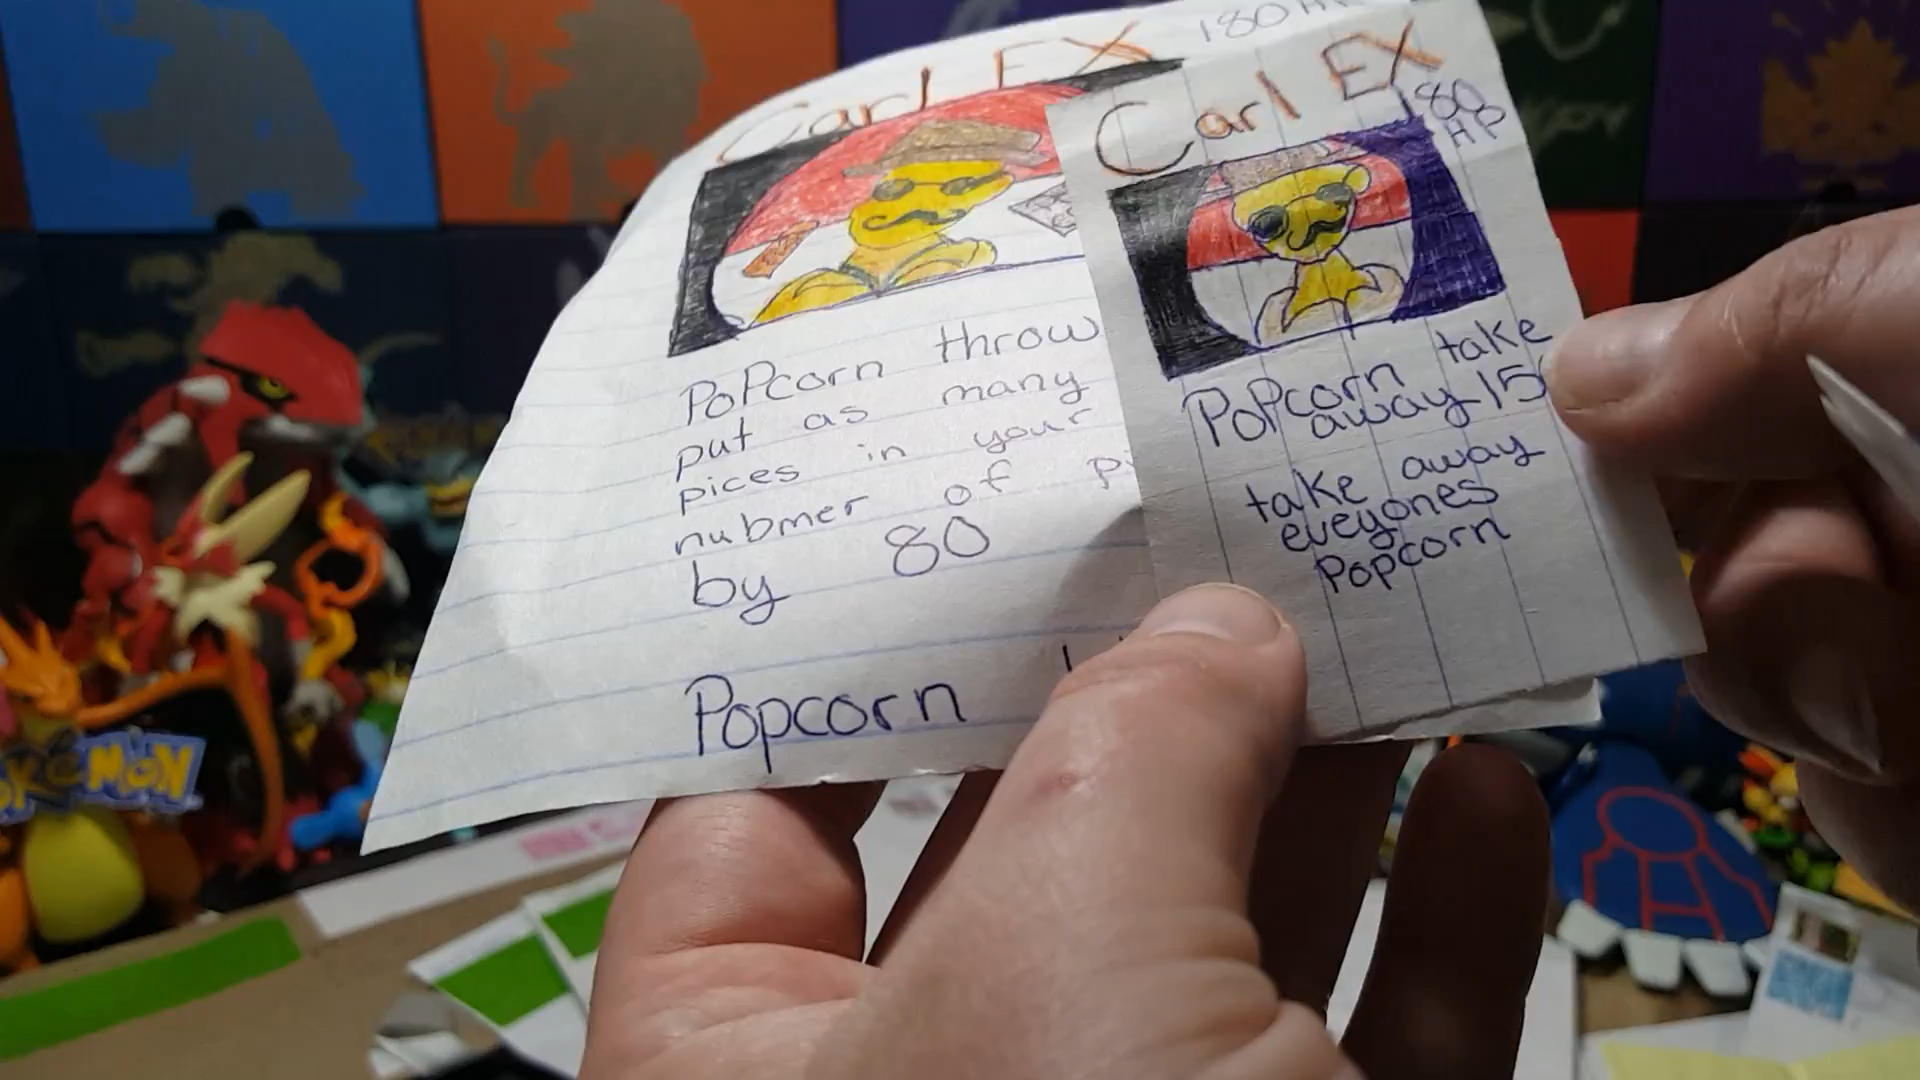 Carl EX
180 HP
PoPcorn throw
put as many
pices in your
nubmer of
by 80
Popcorn
Carl EX
180
HP
PoPcorn take
away 15
take away
eveyones
Popcorn
POKéMON